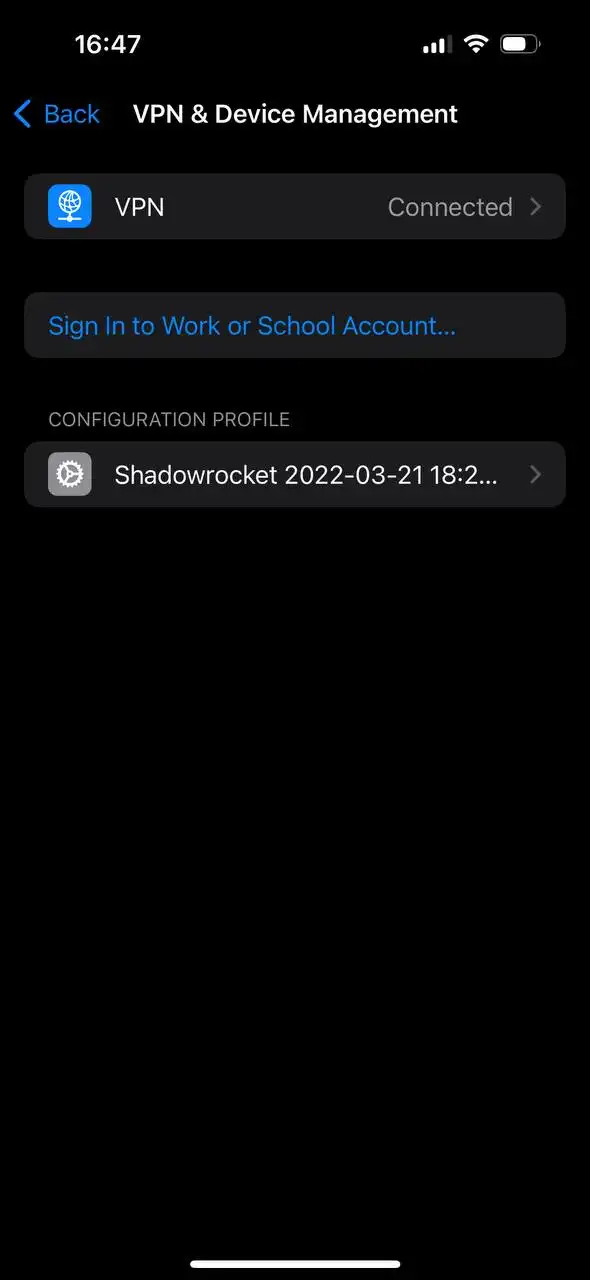 16:47
Back
VPN & Device Management
VPN
Connected
Sign In to Work or School Account...
CONFIGURATION PROFILE
Shadowrocket 2022-03-21 18:2...